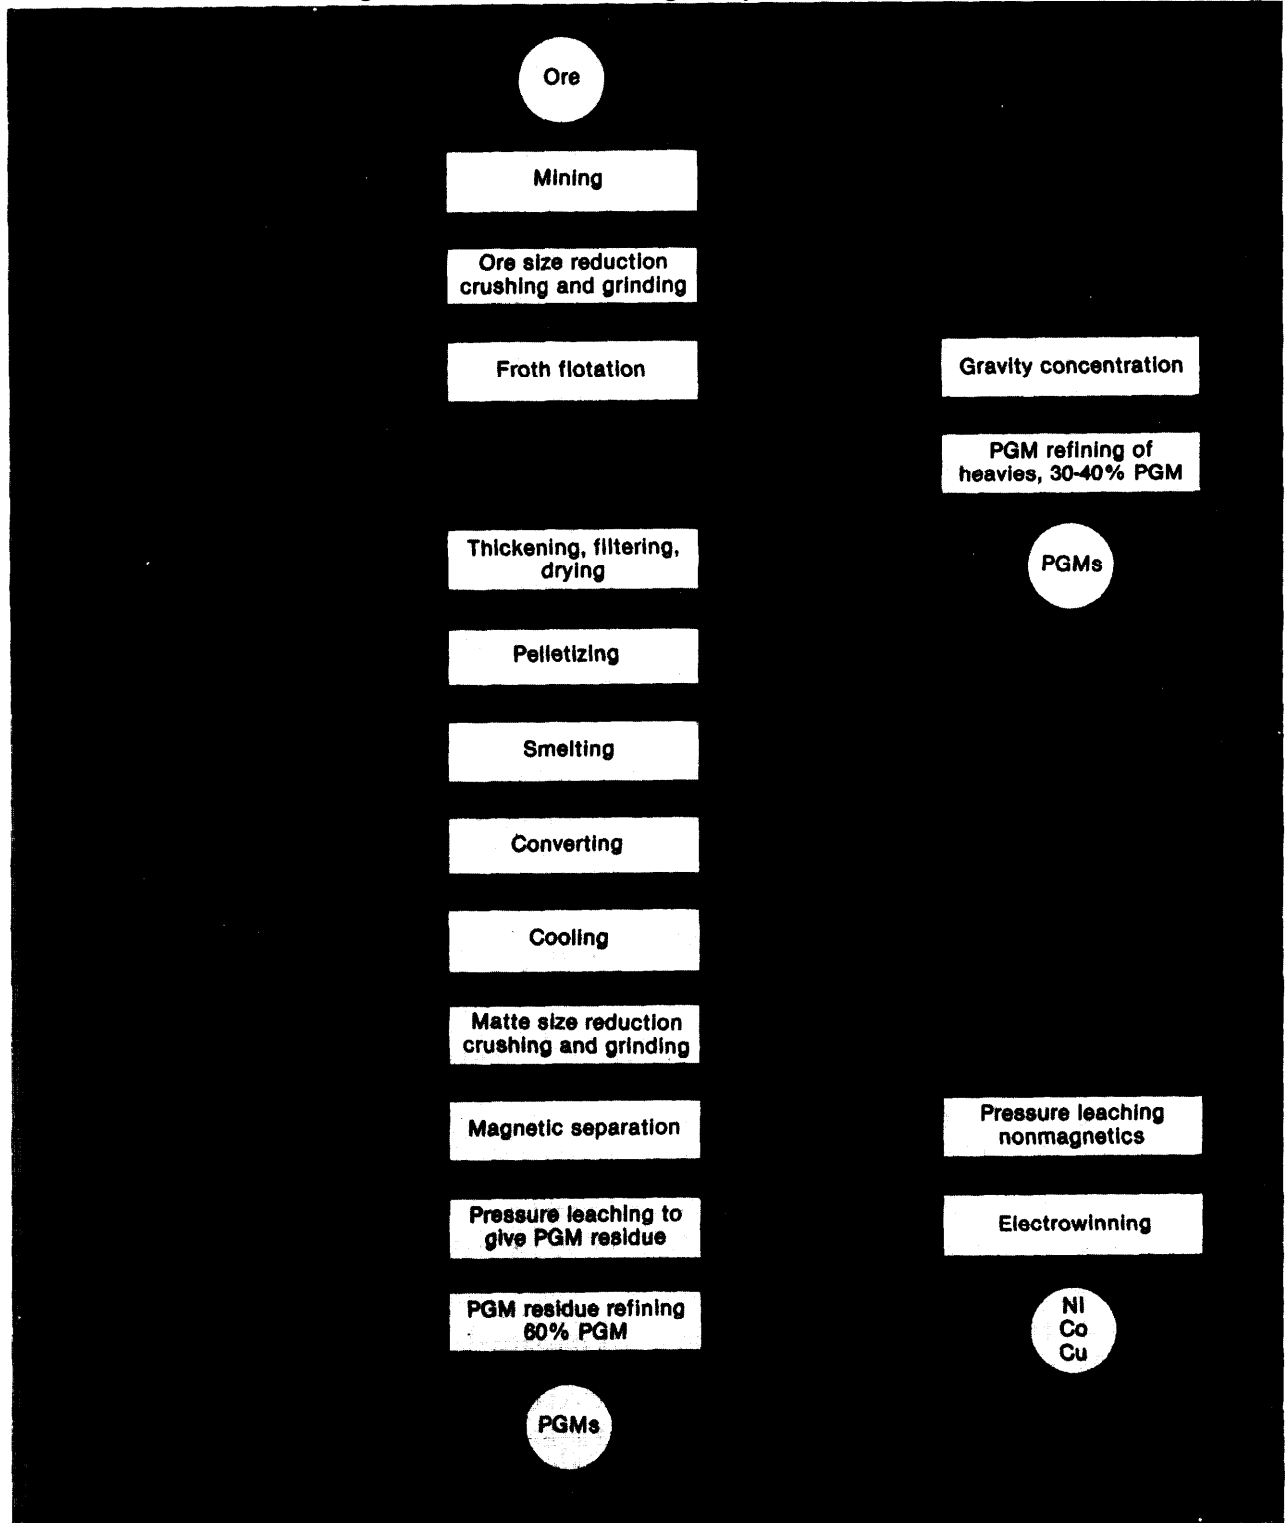 Ore
Mining
Ore size reduction
crushing and grinding
Froth flotation
Gravity concentration
PGM refining of
heavies, 30-40% PGM
Thickening, filtering,
drying
PGMs
Pelletizing
Smelting
Converting
Cooling
Matte size reduction
crushing and grinding
Magnetic separation
Pressure leaching
nonmagnetics
Pressure leaching to
give PGM residue
Electrowinning
PGM residue refining
60% PGM
Ni
Co
Cu
PGMs